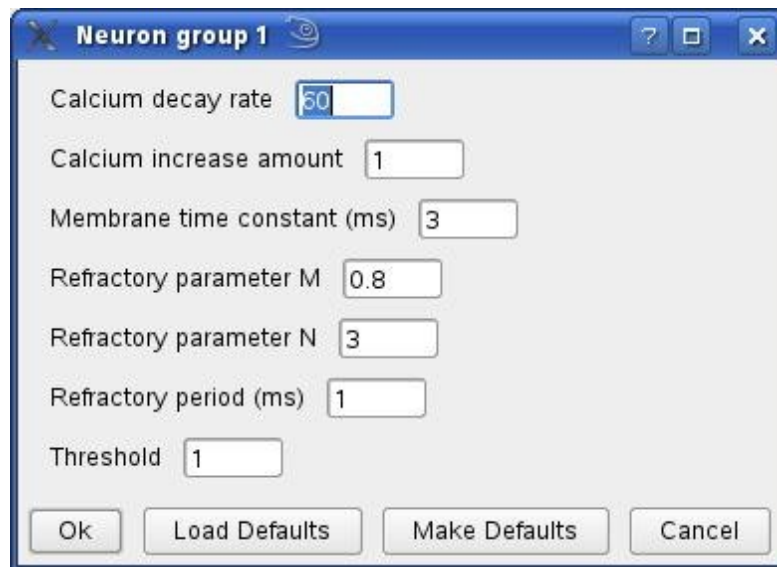 Neuron group 1
Calcium decay rate 60
Calcium increase amount 1
Membrane time constant (ms) 3
Refractory parameter M 0.8
Refractory parameter N 3
Refractory period (ms) 1
Threshold 1
Ok Load Defaults Make Defaults Cancel